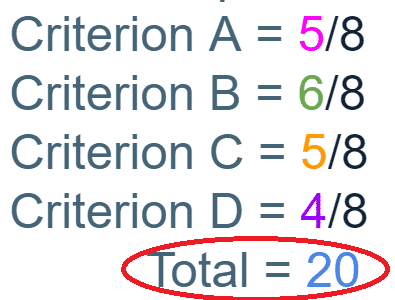 Criterion A = 5/8
Criterion B = 6/8
Criterion C = 5/8
Criterion D = 4/8
Total = 20